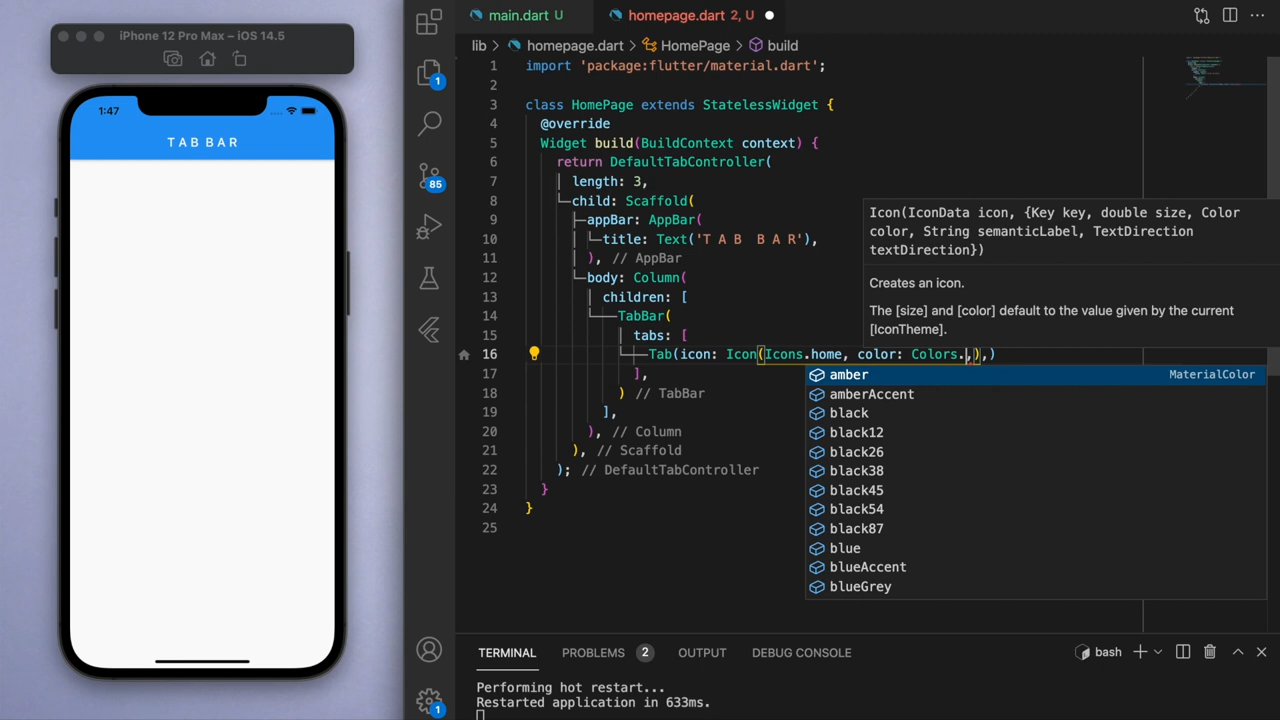 iPhone 12 Pro Max – iOS 14.5
1:47
TAB BAR
1
85
1
main.dart U
homepage.dart 2, U
lib > homepage.dart > HomePage > build
1 import 'package:flutter/material.dart';
2
3 class HomePage extends StatelessWidget {
4 @override
5 Widget build(BuildContext context) {
6 return DefaultTabController(
7 length: 3,
8 child: Scaffold(
9 appBar: AppBar(
10 title: Text('T A B  B A R'),
11 ), // AppBar
12 body: Column(
13 children: [
14 TabBar(
15 tabs: [
16 Tab(icon: Icon(Icons.home, color: Colors.,),)
17 ],
18 ) // TabBar
19 ],
20 ), // Column
21 ), // Scaffold
22 ); // DefaultTabController
23 }
24 }
25
Icon(IconData icon, {Key key, double size, Color
color, String semanticLabel, TextDirection
textDirection})
Creates an icon.
The [size] and [color] default to the value given by the current
[IconTheme].
amber MaterialColor
amberAccent
black
black12
black26
black38
black45
black54
black87
blue
blueAccent
blueGrey
TERMINAL PROBLEMS 2 OUTPUT DEBUG CONSOLE bash
Performing hot restart...
Restarted application in 633ms.